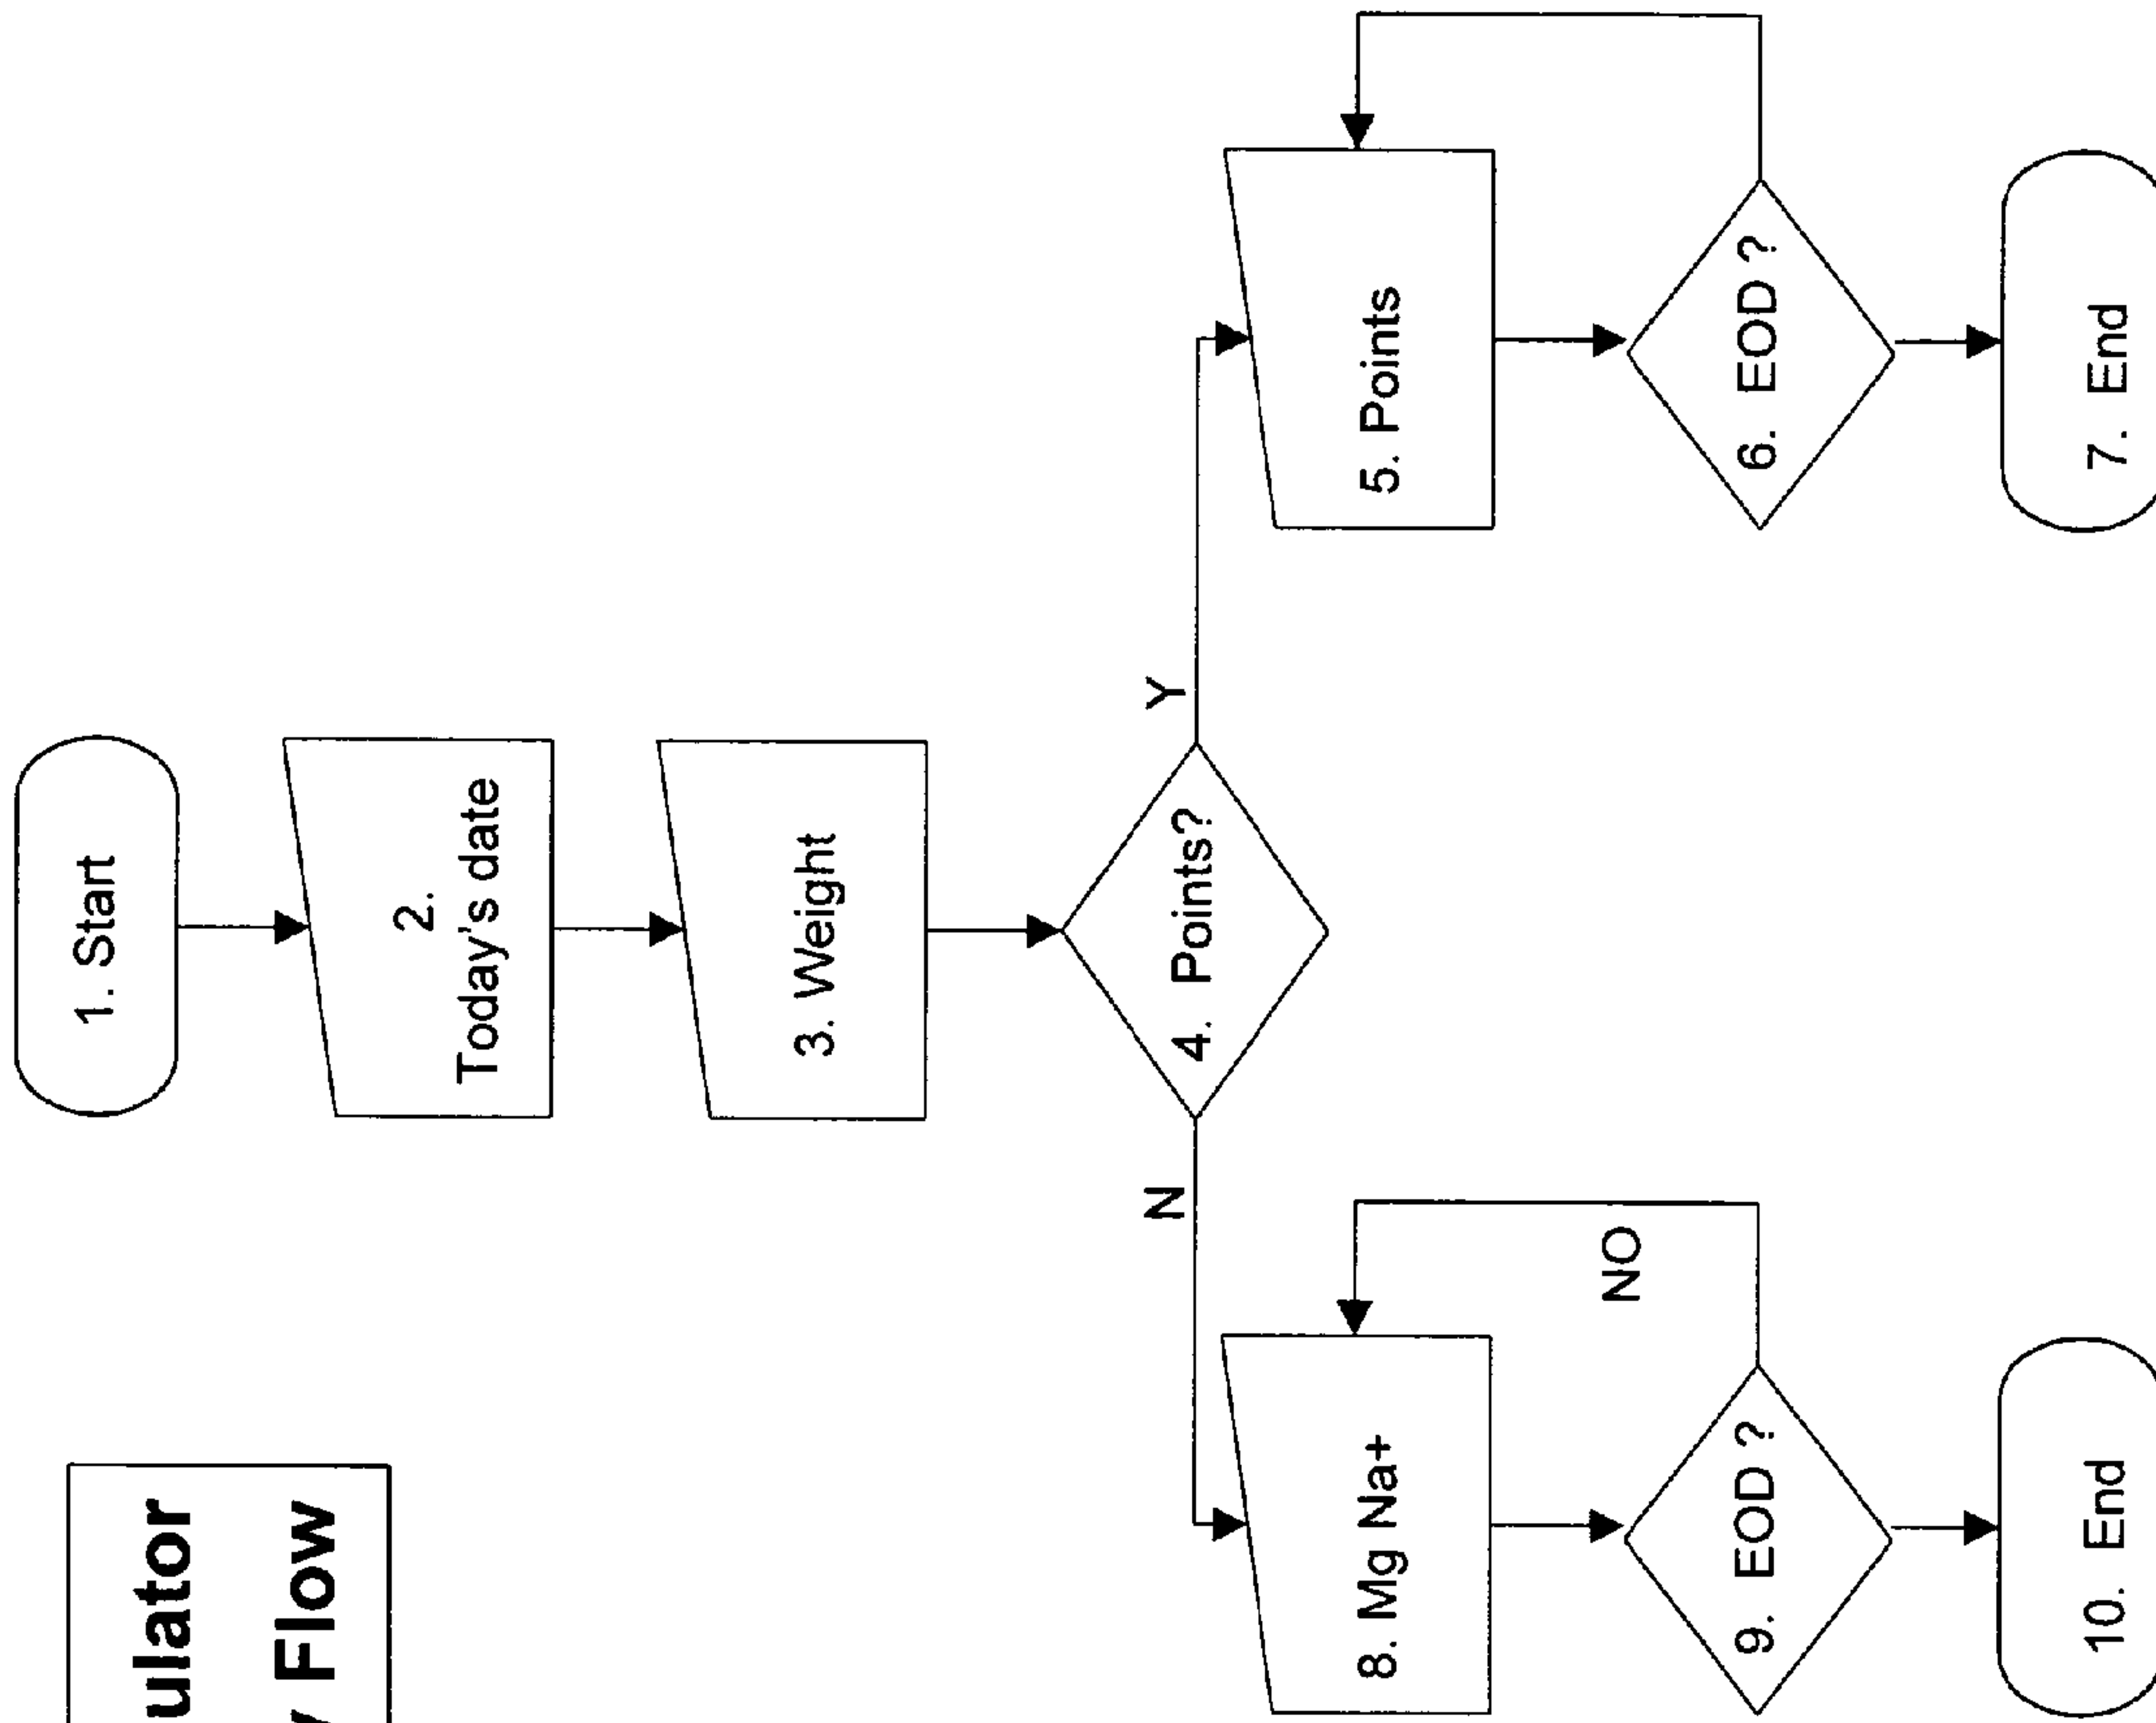 ulator
Flow
1. Start
2.
Today's date
3. Weight
4. Points?
N
Y
8. Mg Na+
NO
9. EOD ?
10. End
5. Points
6. EOD ?
7. End